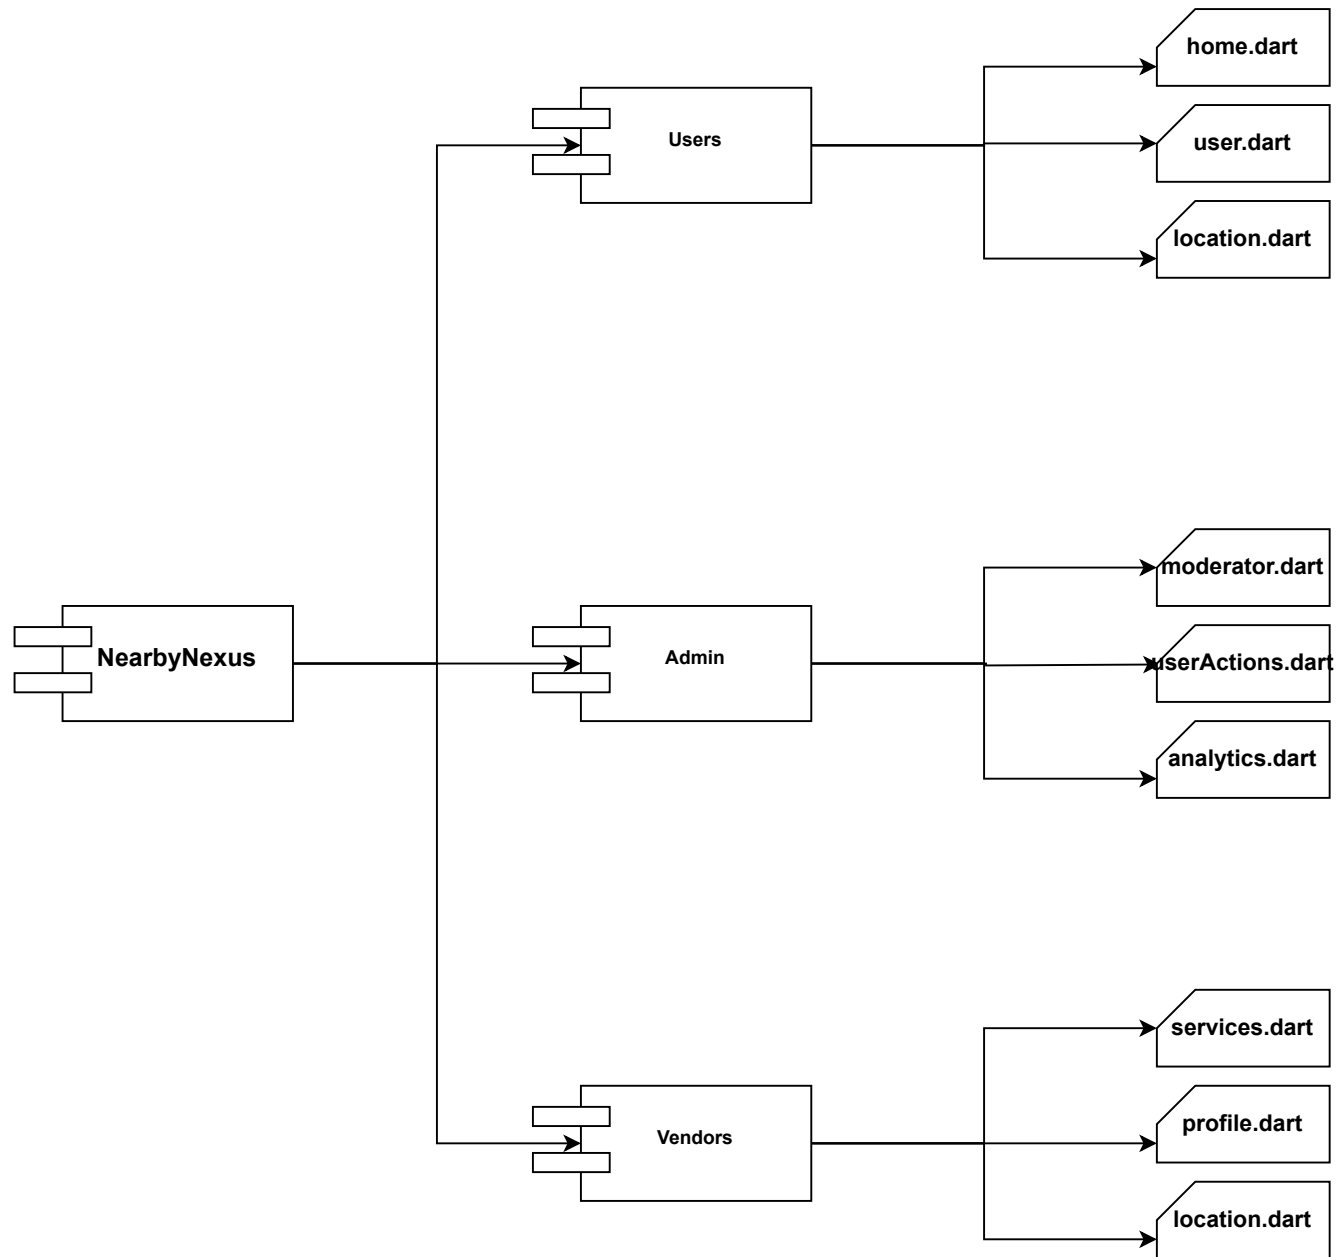 home.dart
Users
user.dart
location.dart
moderator.dart
NearbyNexus
Admin
userActions.dart
analytics.dart
services.dart
Vendors
profile.dart
location.dart